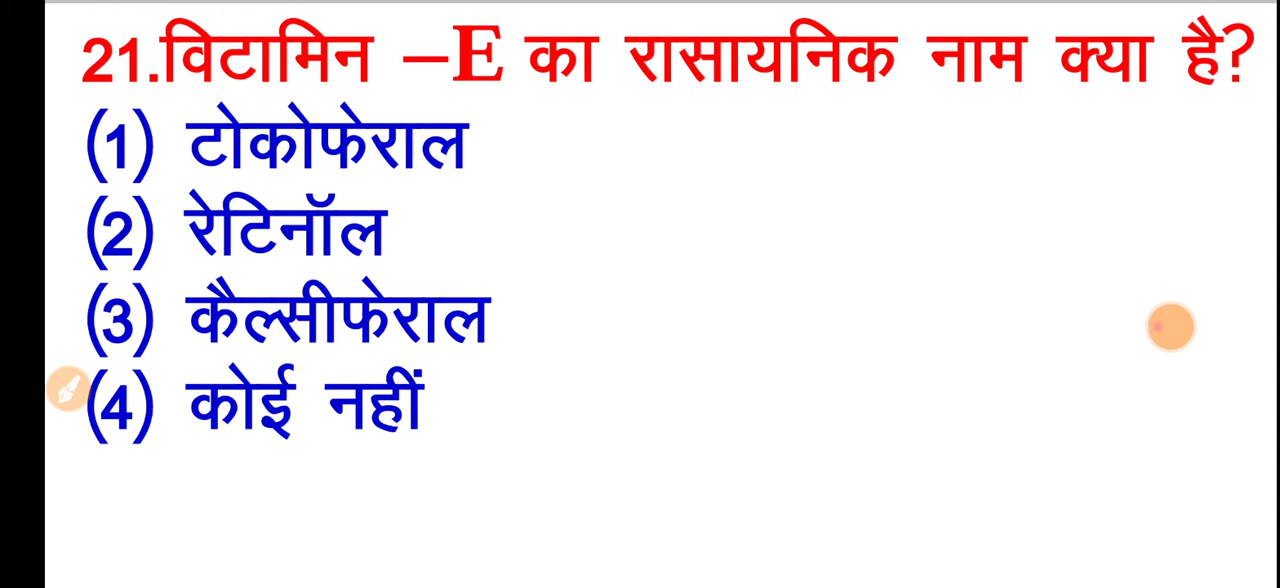 21.विटामिन –E का रासायनिक नाम क्या है?
(1) टोकोफेराल
(2) रेटिनॉल
(3) कैल्सीफेराल
(4) कोई नहीं